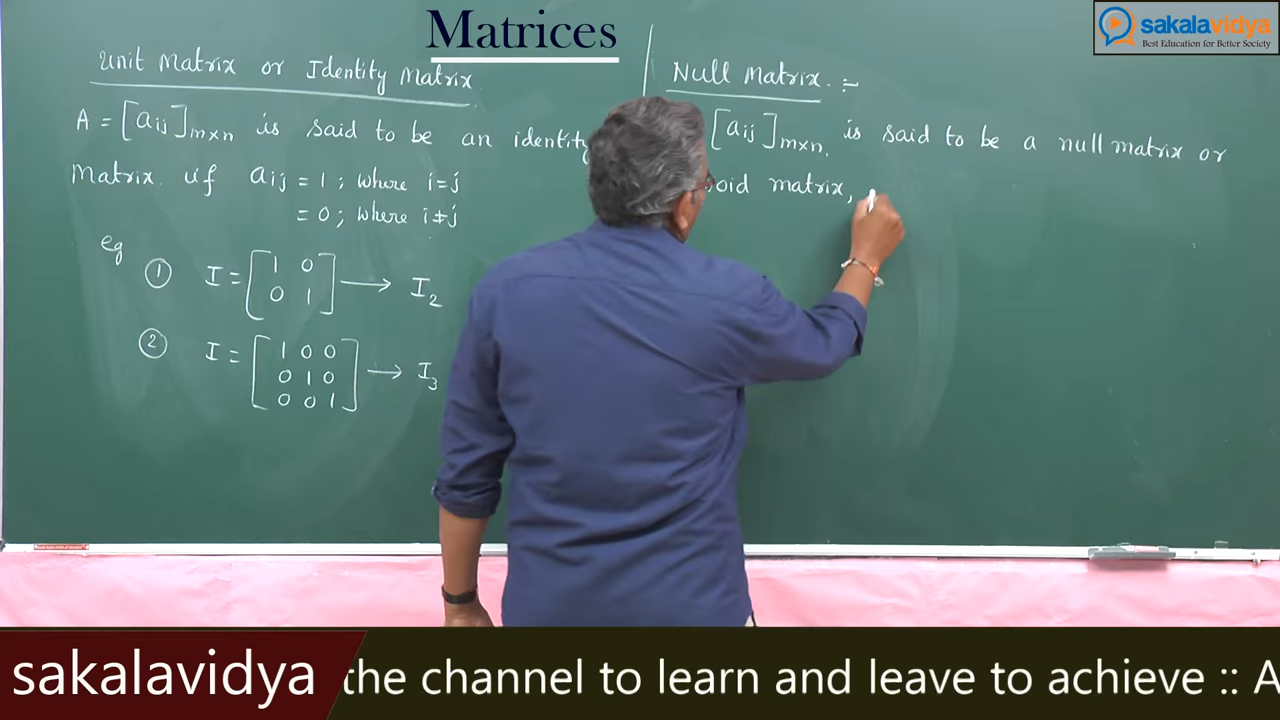 Matrices
sakalavidya
Best Education for Better Society
Unit Matrix or Identity Matrix
A = [aij]m×n is said to be an identity
Matrix if aij = 1 ; where i=j
= 0 ; where i≠j
eg
① I = [1 0
0 1] → I₂
② I = [1 0 0
0 1 0
0 0 1] → I₃
Null Matrix :-
[aij]m×n. is said to be a null matrix or
oid matrix,
sakalavidya
the channel to learn and leave to achieve :: A